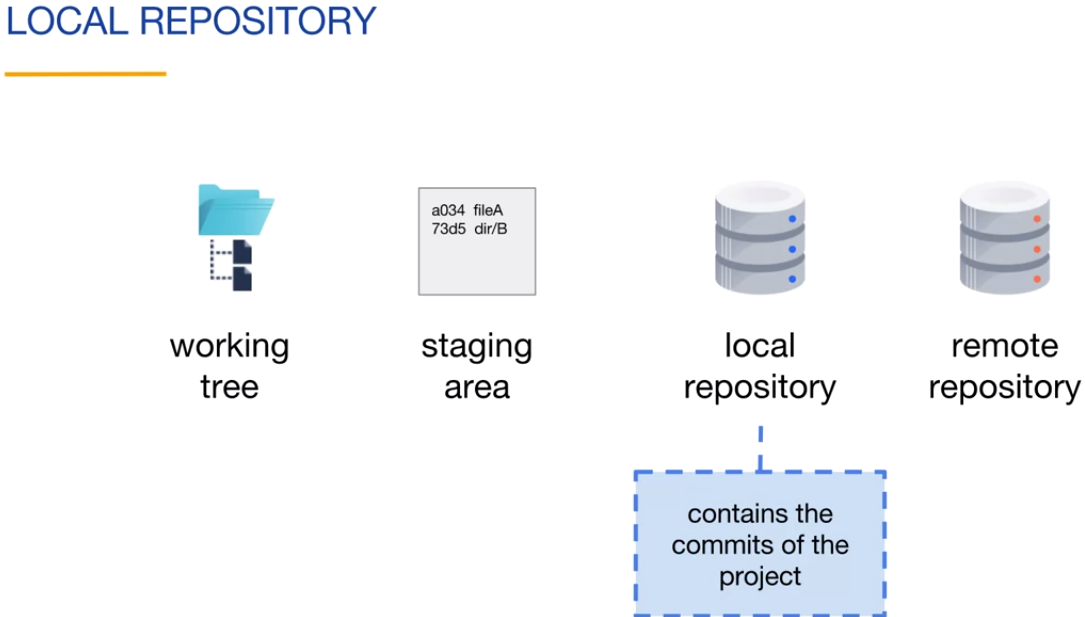 LOCAL REPOSITORY
a034 fileA
73d5 dir/B
working
tree
staging
area
local
repository
remote
repository
contains the
commits of the
project